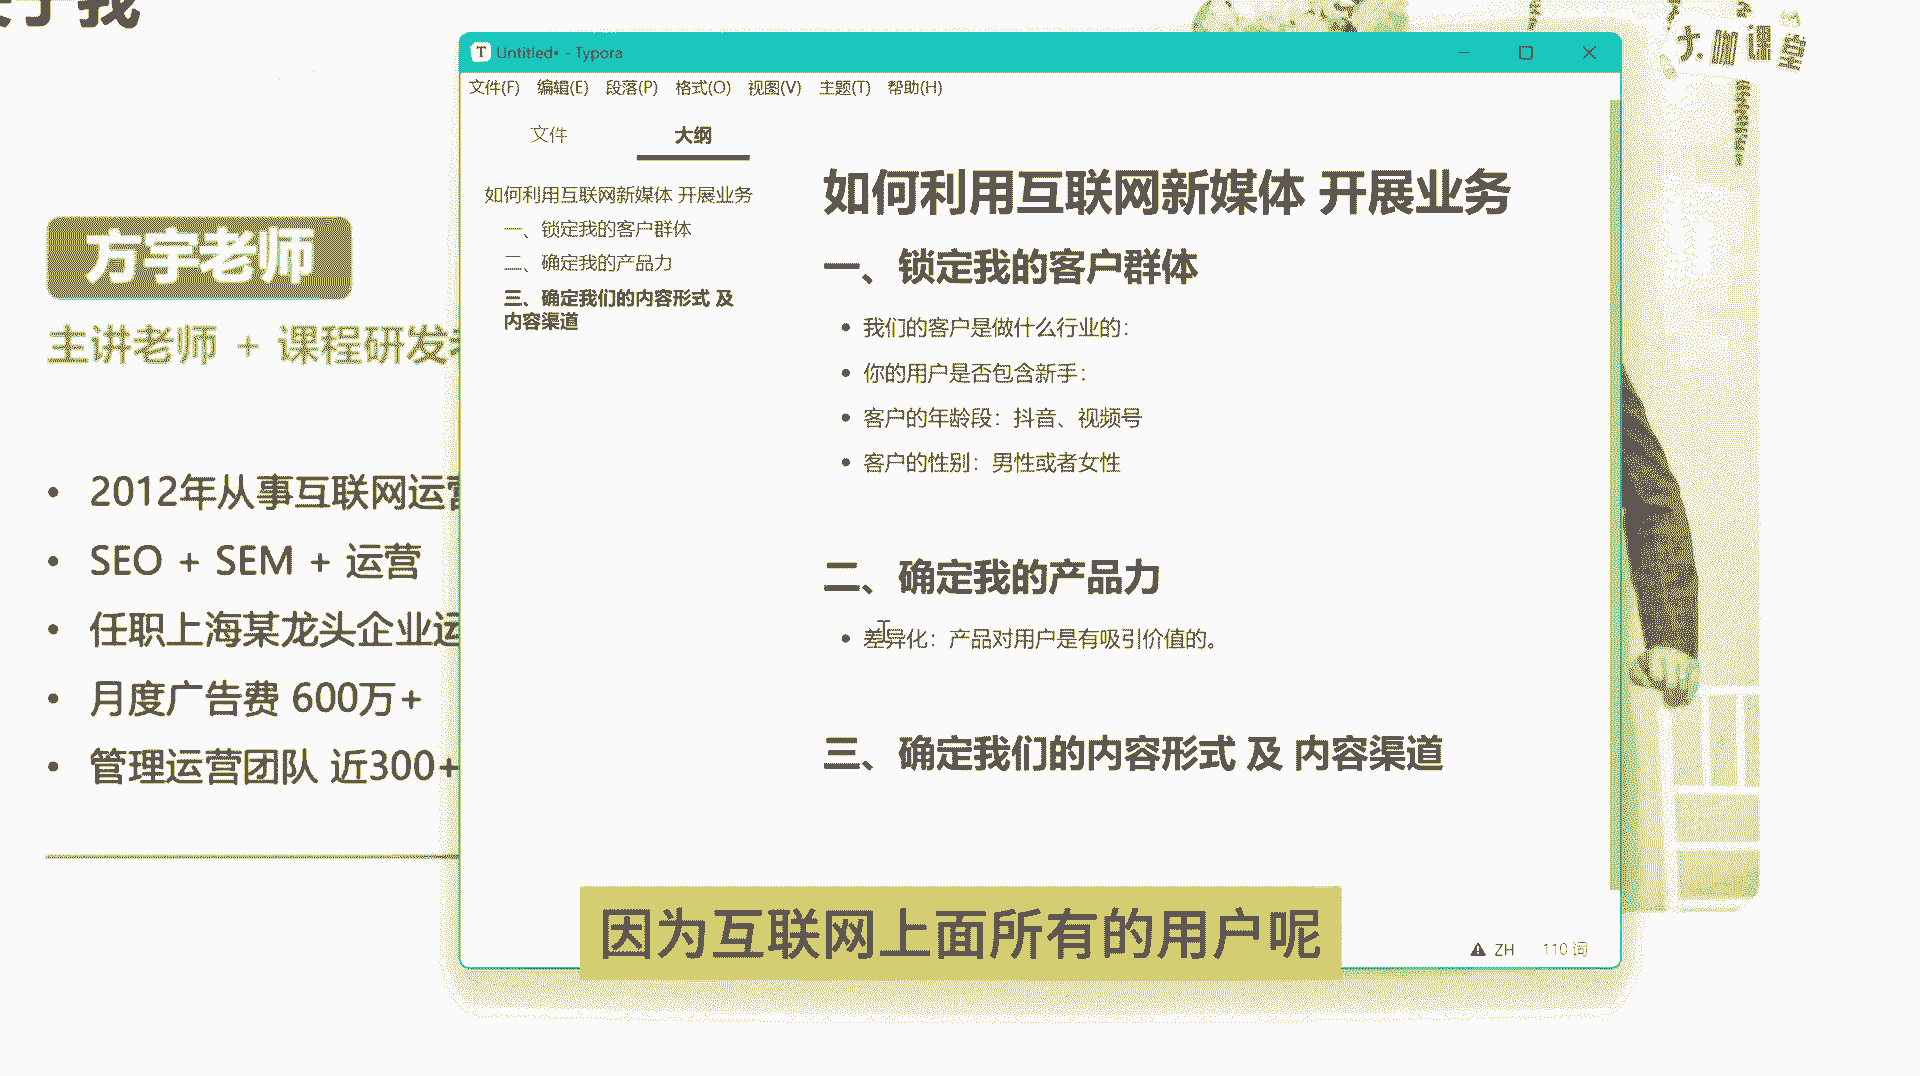 于我
大咖课堂
方宇老师
主讲老师 + 课程研发
2012年从事互联网运营
SEO + SEM + 运营
任职上海某龙头企业运
月度广告费 600万+
管理运营团队 近300+
Untitled• - Typora
文件(F) 编辑(E) 段落(P) 格式(O) 视图(V) 主题(T) 帮助(H)
文件 大纲
如何利用互联网新媒体 开展业务
一、锁定我的客户群体
二、确定我的产品力
三、确定我们的内容形式 及
内容渠道
如何利用互联网新媒体 开展业务
一、锁定我的客户群体
我们的客户是做什么行业的：
你的用户是否包含新手：
客户的年龄段：抖音、视频号
客户的性别：男性或者女性
二、确定我的产品力
差异化：产品对用户是有吸引价值的。
三、确定我们的内容形式 及 内容渠道
因为互联网上面所有的用户呢
ZH 110 词